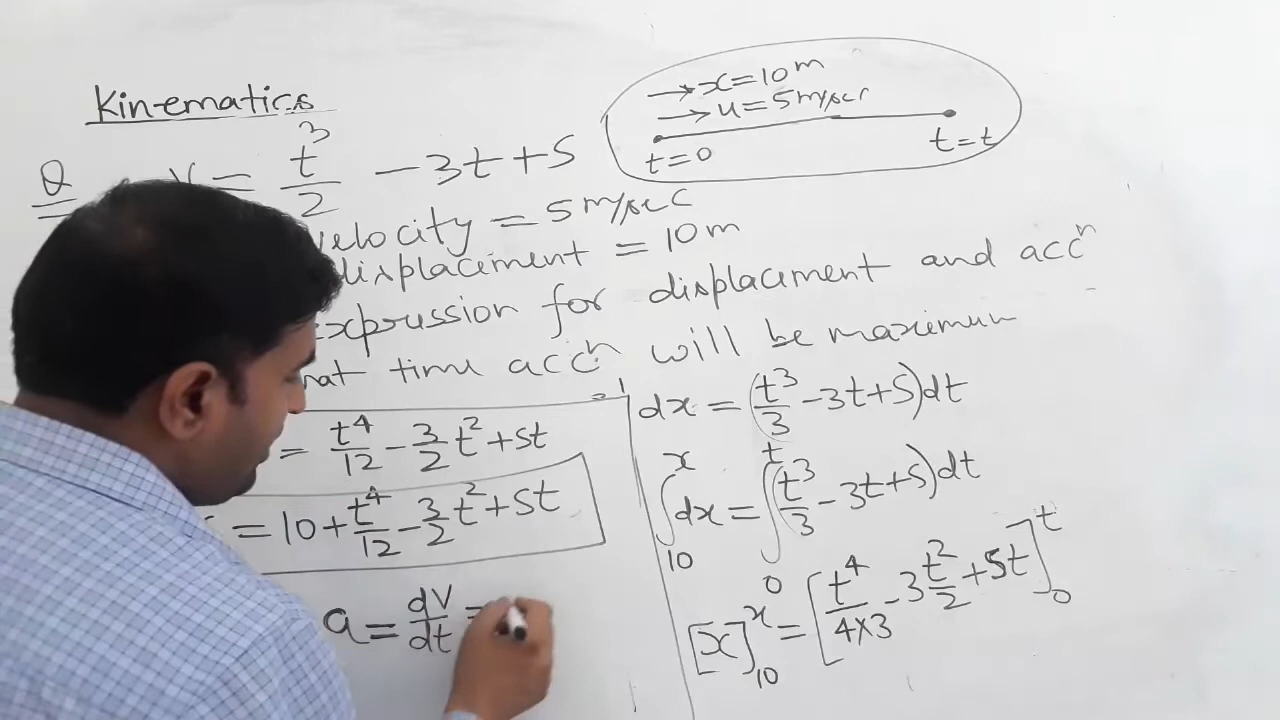 Kinematics
Q V = t³/2 - 3t + 5
velocity = 5 m/sec
displacement = 10 m
expression for displacement and accⁿ
time accⁿ will be maximum
→ x = 10 m
→ u = 5 m/sec
t = 0 t = t
= t⁴/12 - 3/2 t² + 5t
= 10 + t⁴/12 - 3/2 t² + 5t
a = dV/dt =
dx = (t³/3 - 3t + 5) dt
∫₁₀ˣ dx = ∫₀ᵗ (t³/3 - 3t + 5) dt
[x]₁₀ˣ = [t⁴/4×3 - 3 t²/2 + 5t]₀ᵗ